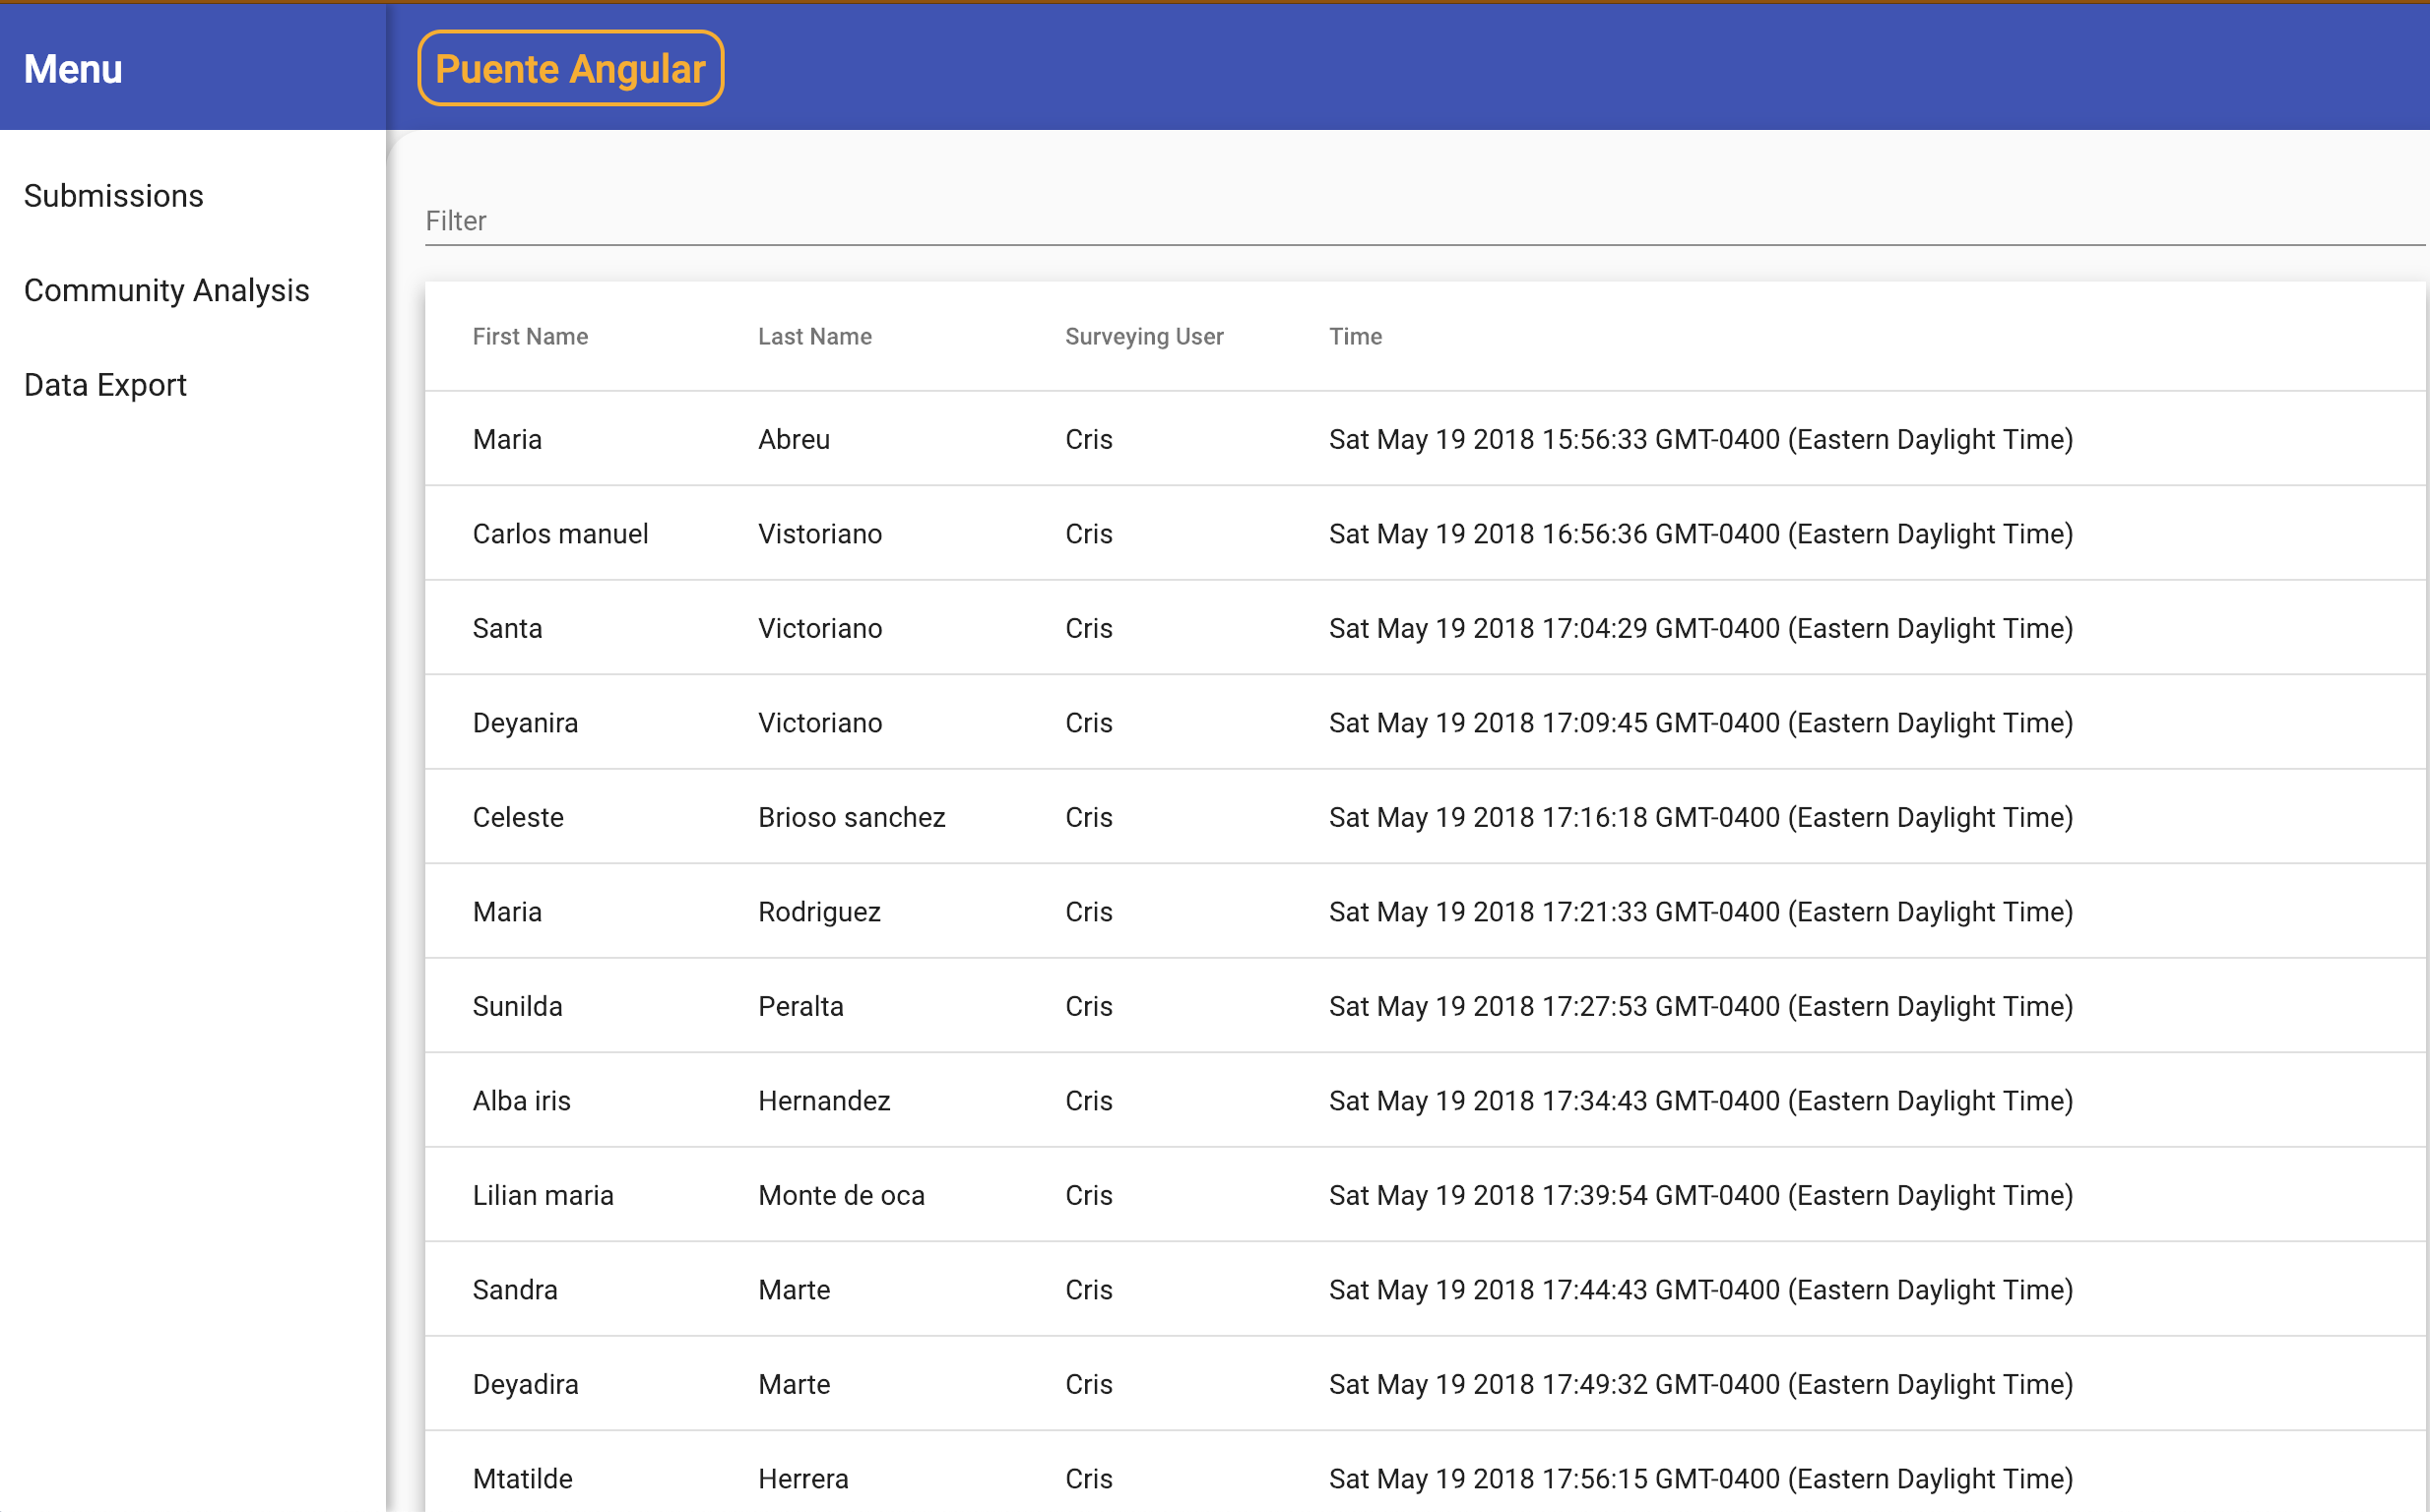 Menu
Puente Angular
Submissions
Community Analysis
Data Export
Filter
First Name Last Name Surveying User Time
Maria Abreu Cris Sat May 19 2018 15:56:33 GMT-0400 (Eastern Daylight Time)
Carlos manuel Vistoriano Cris Sat May 19 2018 16:56:36 GMT-0400 (Eastern Daylight Time)
Santa Victoriano Cris Sat May 19 2018 17:04:29 GMT-0400 (Eastern Daylight Time)
Deyanira Victoriano Cris Sat May 19 2018 17:09:45 GMT-0400 (Eastern Daylight Time)
Celeste Brioso sanchez Cris Sat May 19 2018 17:16:18 GMT-0400 (Eastern Daylight Time)
Maria Rodriguez Cris Sat May 19 2018 17:21:33 GMT-0400 (Eastern Daylight Time)
Sunilda Peralta Cris Sat May 19 2018 17:27:53 GMT-0400 (Eastern Daylight Time)
Alba iris Hernandez Cris Sat May 19 2018 17:34:43 GMT-0400 (Eastern Daylight Time)
Lilian maria Monte de oca Cris Sat May 19 2018 17:39:54 GMT-0400 (Eastern Daylight Time)
Sandra Marte Cris Sat May 19 2018 17:44:43 GMT-0400 (Eastern Daylight Time)
Deyadira Marte Cris Sat May 19 2018 17:49:32 GMT-0400 (Eastern Daylight Time)
Mtatilde Herrera Cris Sat May 19 2018 17:56:15 GMT-0400 (Eastern Daylight Time)